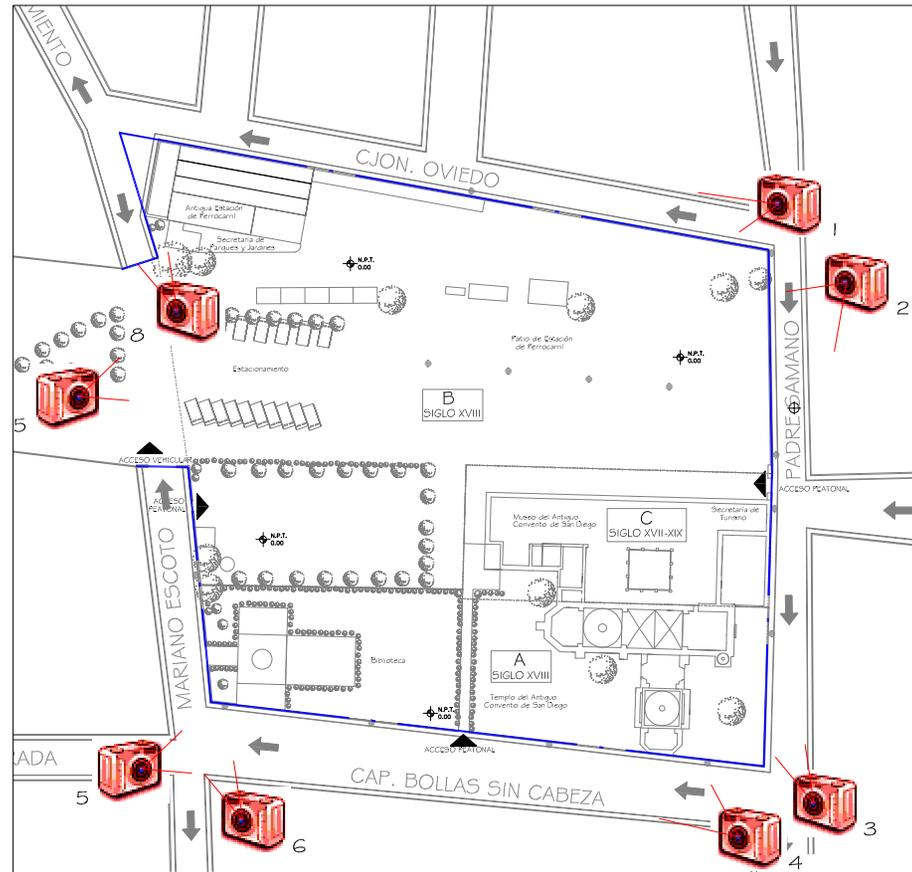 MIENTO
CJON. OVIEDO
1
2
Antigua Estación
de Ferrocarril
Secretaría de
Parques y Jardines
N.P.T.
0.00
8
Patio de Estación
de Ferrocarril
N.P.T.
0.00
Estacionamiento
PADRE SAMANO
B
SIGLO XVIII
5
ACCESO VEHICULAR
ACCESO PEATONAL
ACCESO
PEATONAL
Museo del Antiguo
Convento de San Diego
C
SIGLO XVII-XIX
Secretaría de
Turismo
N.P.T.
0.00
MARIANO ESCOTO
Biblioteca
A
SIGLO XVIII
Templo del Antiguo
Convento de San Diego
N.P.T.
0.00
ACCESO PEATONAL
RADA
CAP. BOLLAS SIN CABEZA
5
6
4
3